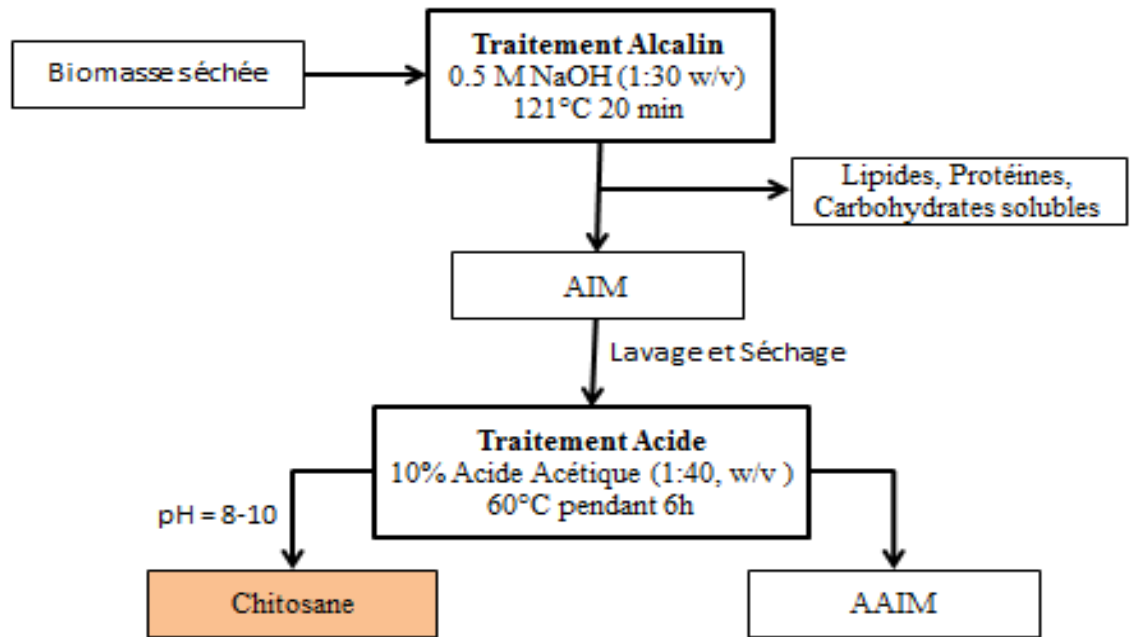 Biomasse séchée
Traitement Alcalin
0.5 M NaOH (1:30 w/v)
121°C 20 min
Lipides, Protéines,
Carbohydrates solubles
AIM
Lavage et Séchage
Traitement Acide
10% Acide Acétique (1:40, w/v )
60°C pendant 6h
pH = 8-10
Chitosane
AAIM